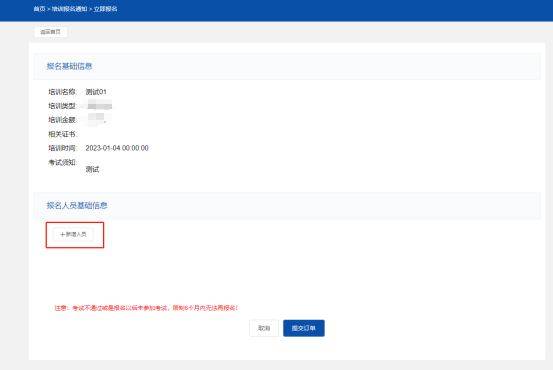 首页 > 培训报名通知 > 立即报名
返回首页
报名基础信息
培训名称: 测试01
培训类型:
培训金额:
相关证书:
培训时间: 2023-01-04 00:00:00
考试须知:
测试
报名人员基础信息
+新增人员
注意：考试不通过或是报名以后未参加考试，限制6个月内无法再报名！
取消 提交订单